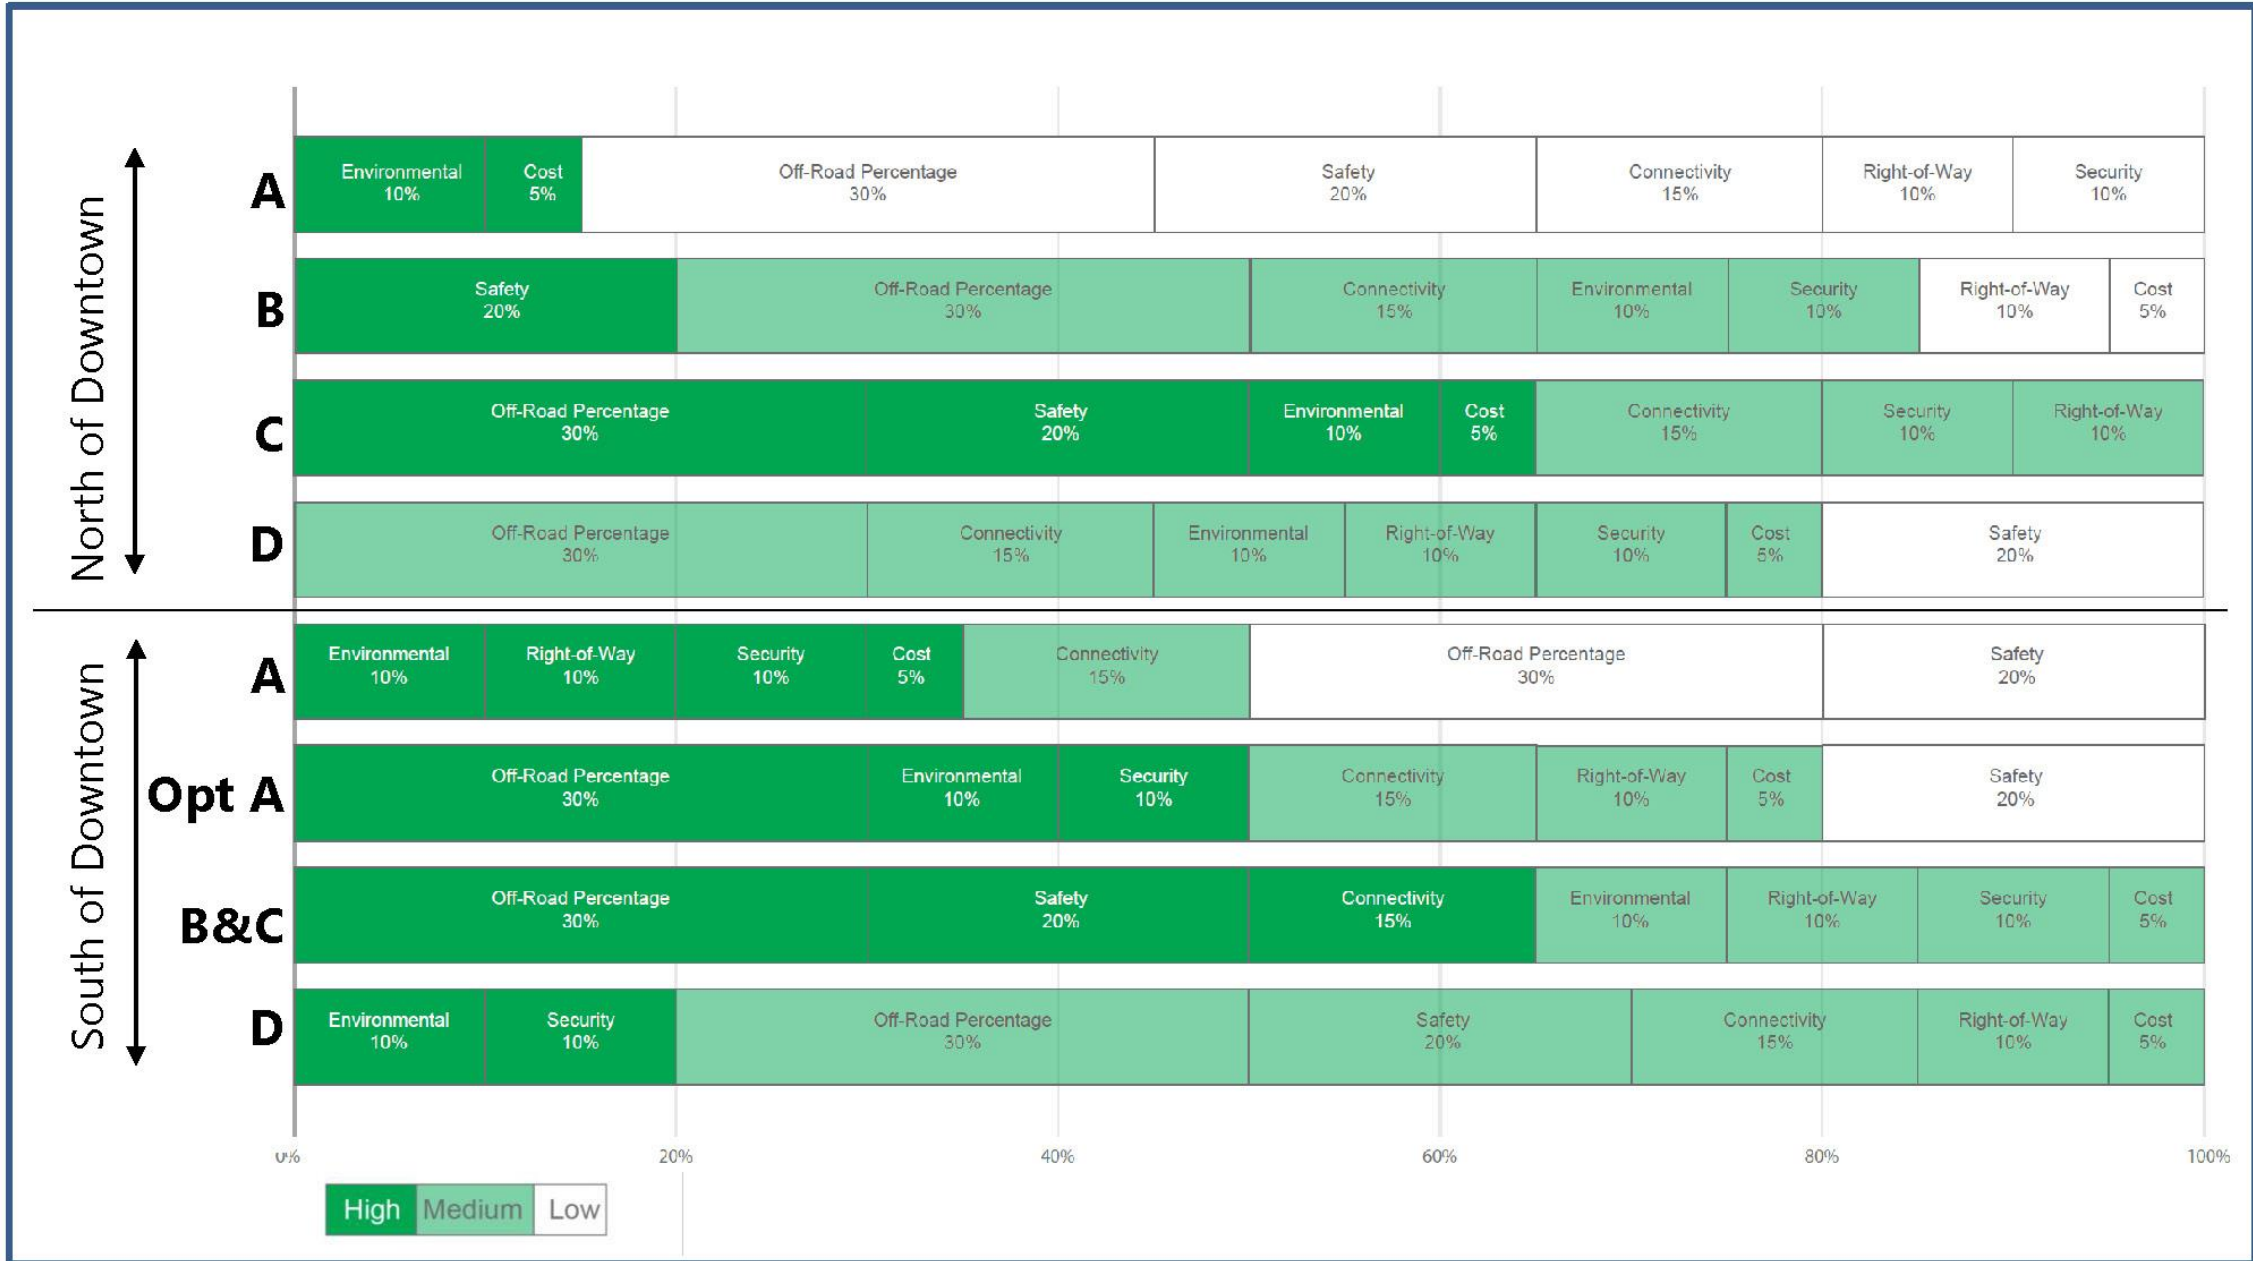 North of Downtown
A
Environmental
10%
Cost
5%
Off-Road Percentage
30%
Safety
20%
Connectivity
15%
Right-of-Way
10%
Security
10%
B
Safety
20%
Off-Road Percentage
30%
Connectivity
15%
Environmental
10%
Security
10%
Right-of-Way
10%
Cost
5%
C
Off-Road Percentage
30%
Safety
20%
Environmental
10%
Cost
5%
Connectivity
15%
Security
10%
Right-of-Way
10%
D
Off-Road Percentage
30%
Connectivity
15%
Environmental
10%
Right-of-Way
10%
Security
10%
Cost
5%
Safety
20%
South of Downtown
A
Environmental
10%
Right-of-Way
10%
Security
10%
Cost
5%
Connectivity
15%
Off-Road Percentage
30%
Safety
20%
Opt A
Off-Road Percentage
30%
Environmental
10%
Security
10%
Connectivity
15%
Right-of-Way
10%
Cost
5%
Safety
20%
B&C
Off-Road Percentage
30%
Safety
20%
Connectivity
15%
Environmental
10%
Right-of-Way
10%
Security
10%
Cost
5%
D
Environmental
10%
Security
10%
Off-Road Percentage
30%
Safety
20%
Connectivity
15%
Right-of-Way
10%
Cost
5%
0% 20% 40% 60% 80% 100%
High Medium Low